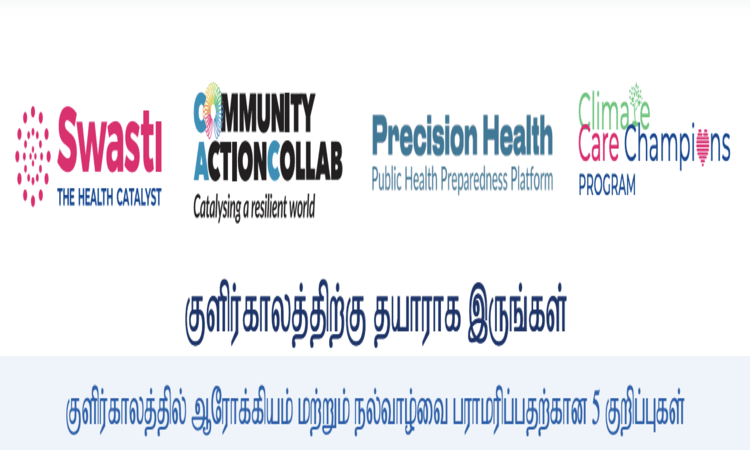 Swasti
THE HEALTH CATALYST
COMMUNITY
ACTIONCOLLAB
Catalysing a resilient world
Precision Health
Public Health Preparedness Platform
Climate
Care Champions
PROGRAM
குளிர்காலத்திற்கு தயாராக இருங்கள்
குளிர்காலத்தில் ஆரோக்கியம் மற்றும் நல்வாழ்வை பராமரிப்பதற்கான 5 குறிப்புகள்